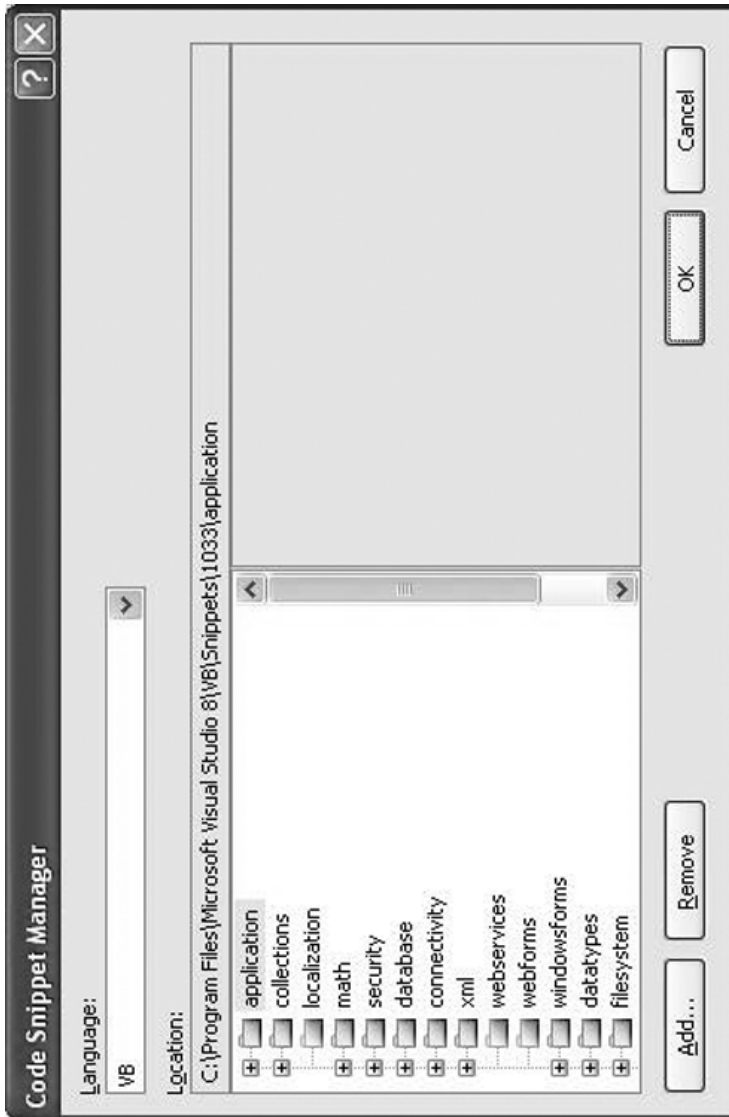 Code Snippet Manager
Language:
VB
Location:
C:\Program Files\Microsoft Visual Studio 8\VB\Snippets\1033\application
application
collections
localization
math
security
database
connectivity
xml
webservices
webforms
windowsforms
datatypes
filesystem
Add...
Remove
OK
Cancel